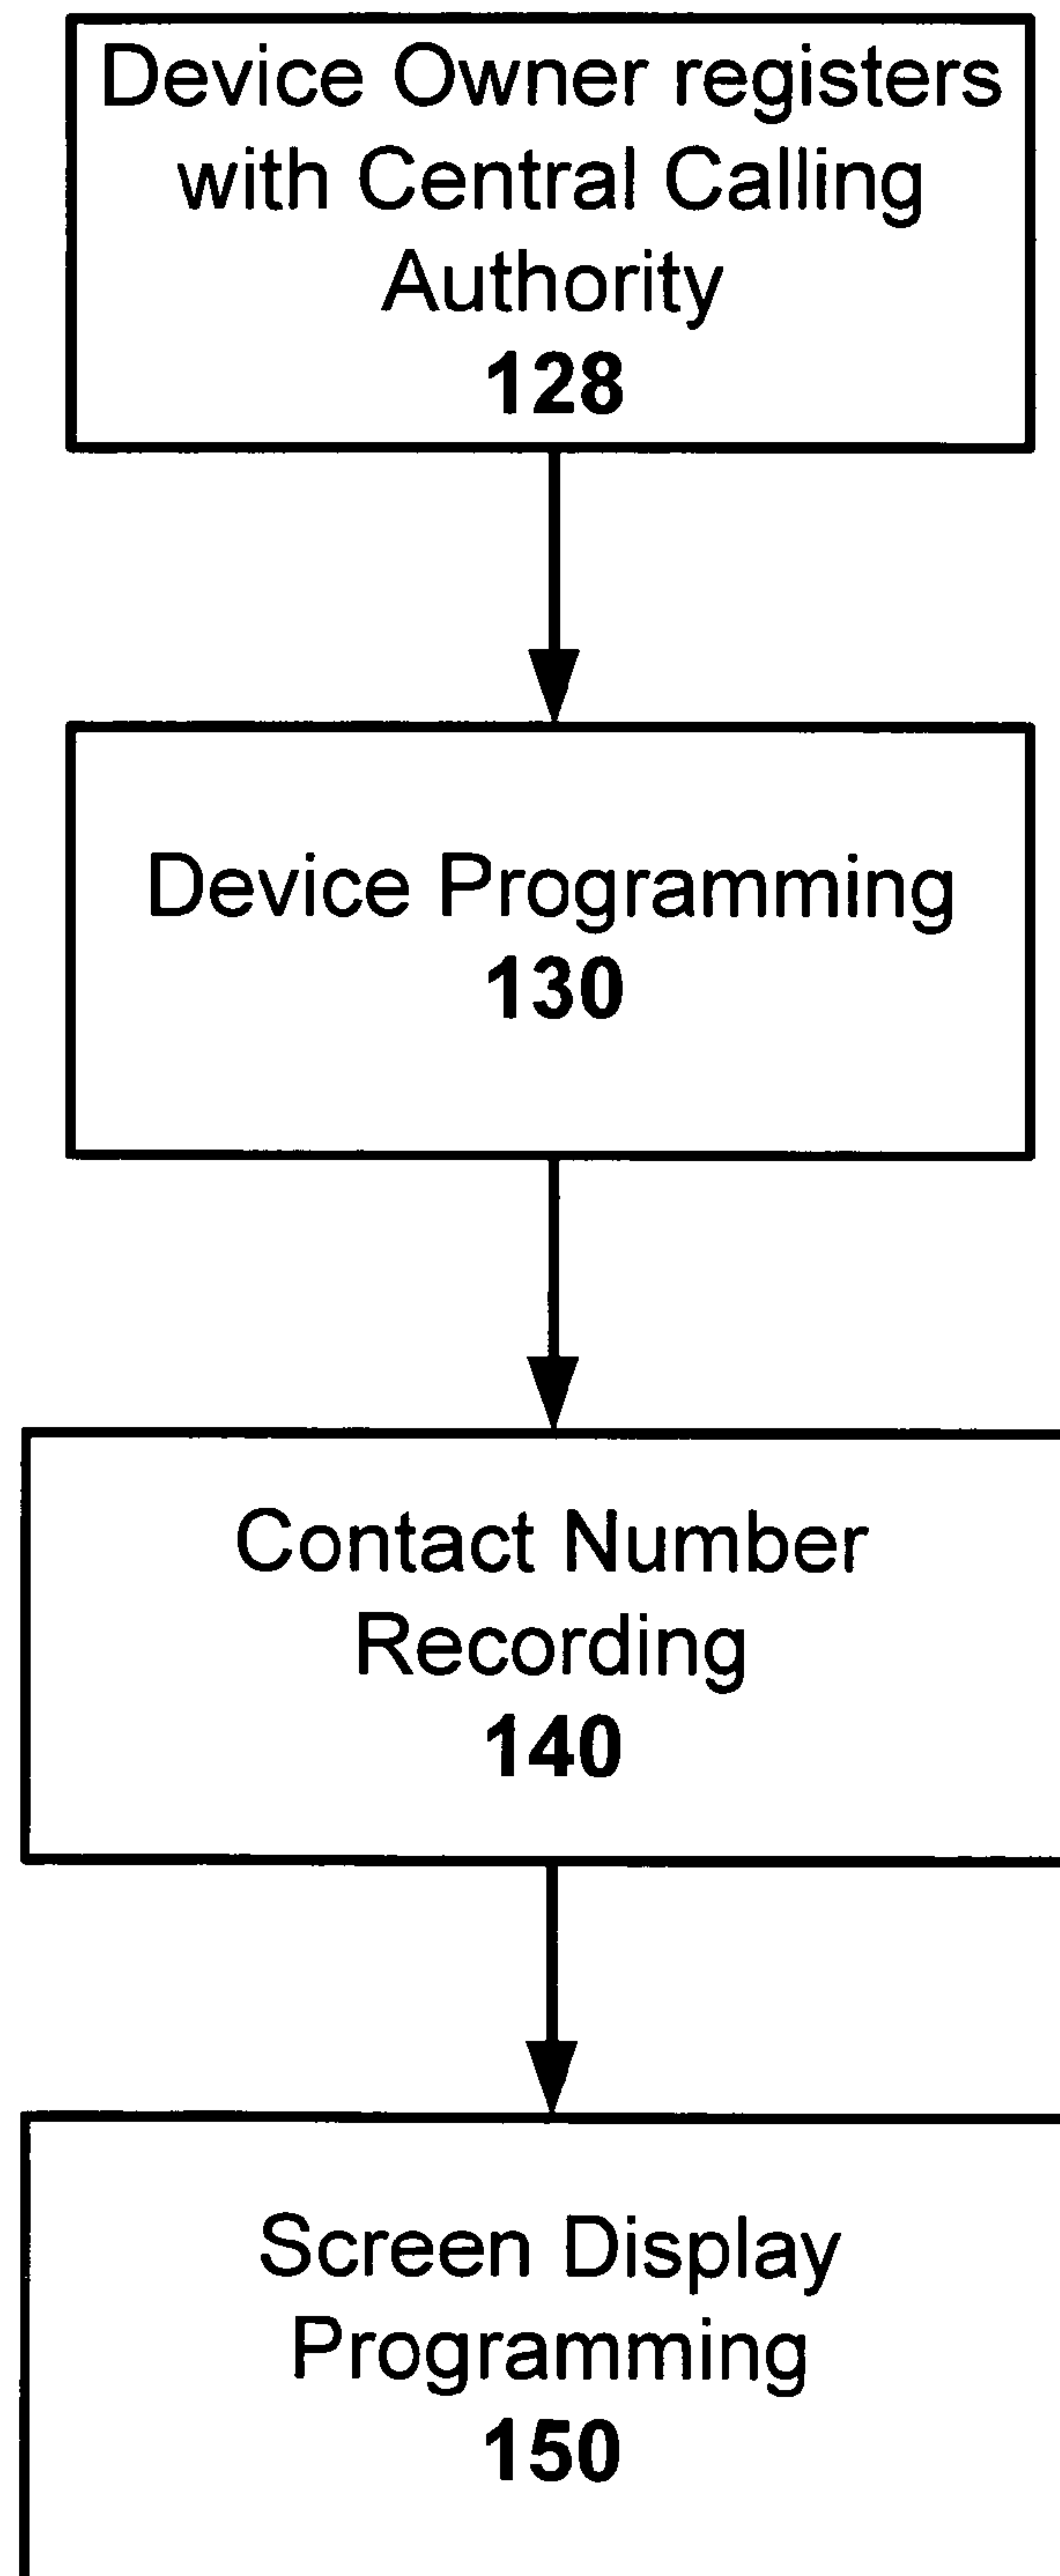 Device Owner registers
with Central Calling
Authority
128
Device Programming
130
Contact Number
Recording
140
Screen Display
Programming
150